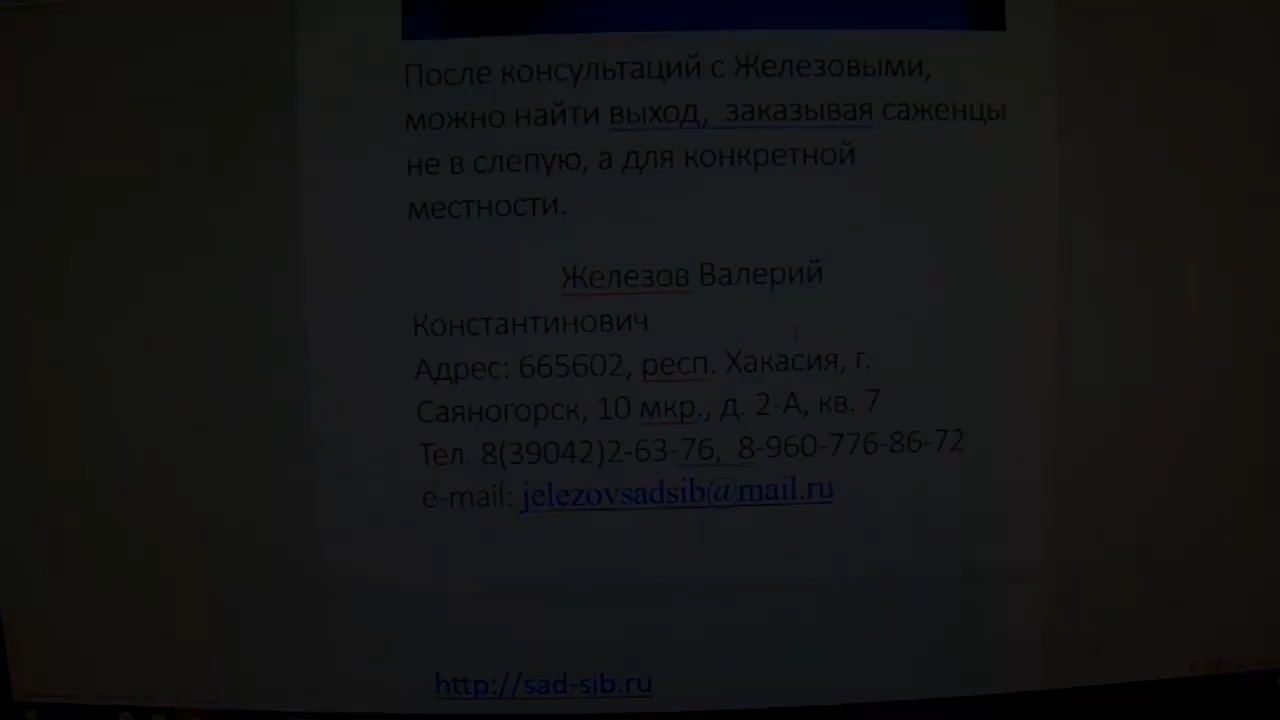 После консультаций с Железовыми,
можно найти выход, заказывая саженцы
не в слепую, а для конкретной
местности.
Железов Валерий
Константинович
Адрес: 665602, респ. Хакасия, г.
Саяногорск, 10 мкр., д. 2-А, кв. 7
Тел. 8(39042)2-63-76, 8-960-776-86-72
e-mail: jelezovsadsib@mail.ru
http://sad-sib.ru